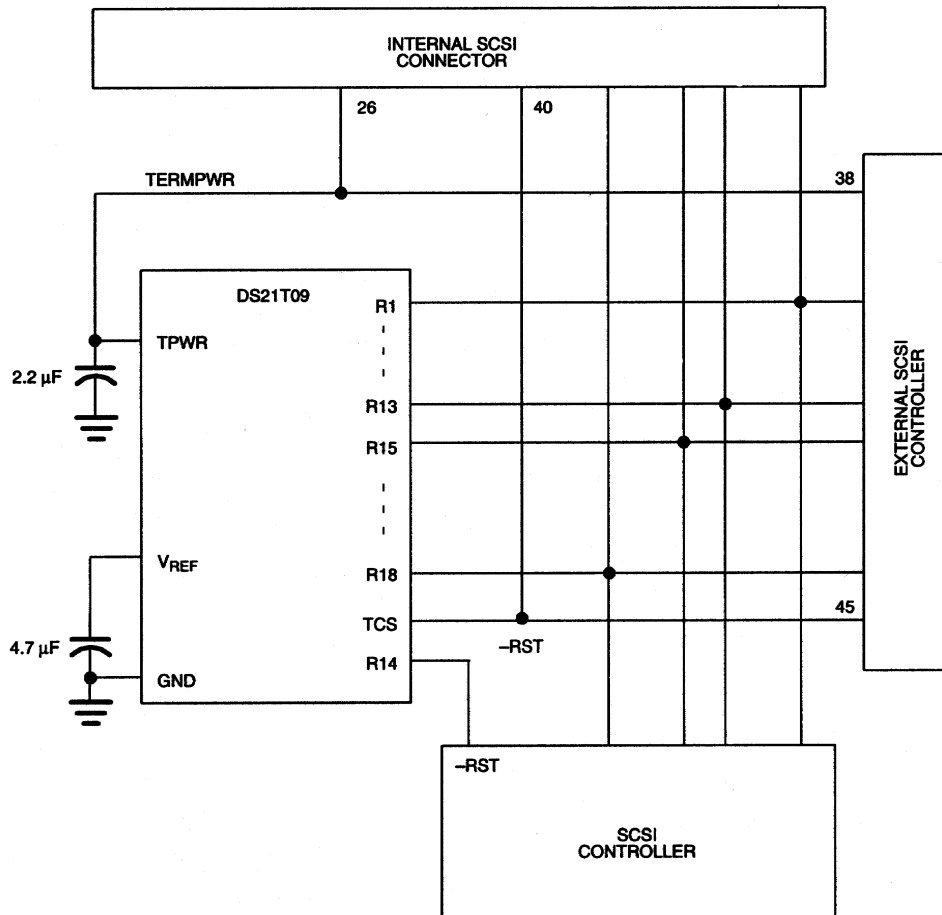 INTERNAL SCSI
CONNECTOR
26
40
TERMPWR
38
DS21T09
R1
TPWR
2.2 μF
R13
R15
EXTERNAL SCSI
CONTROLLER
VREF
R18
45
TCS
–RST
4.7 μF
R14
GND
–RST
SCSI
CONTROLLER